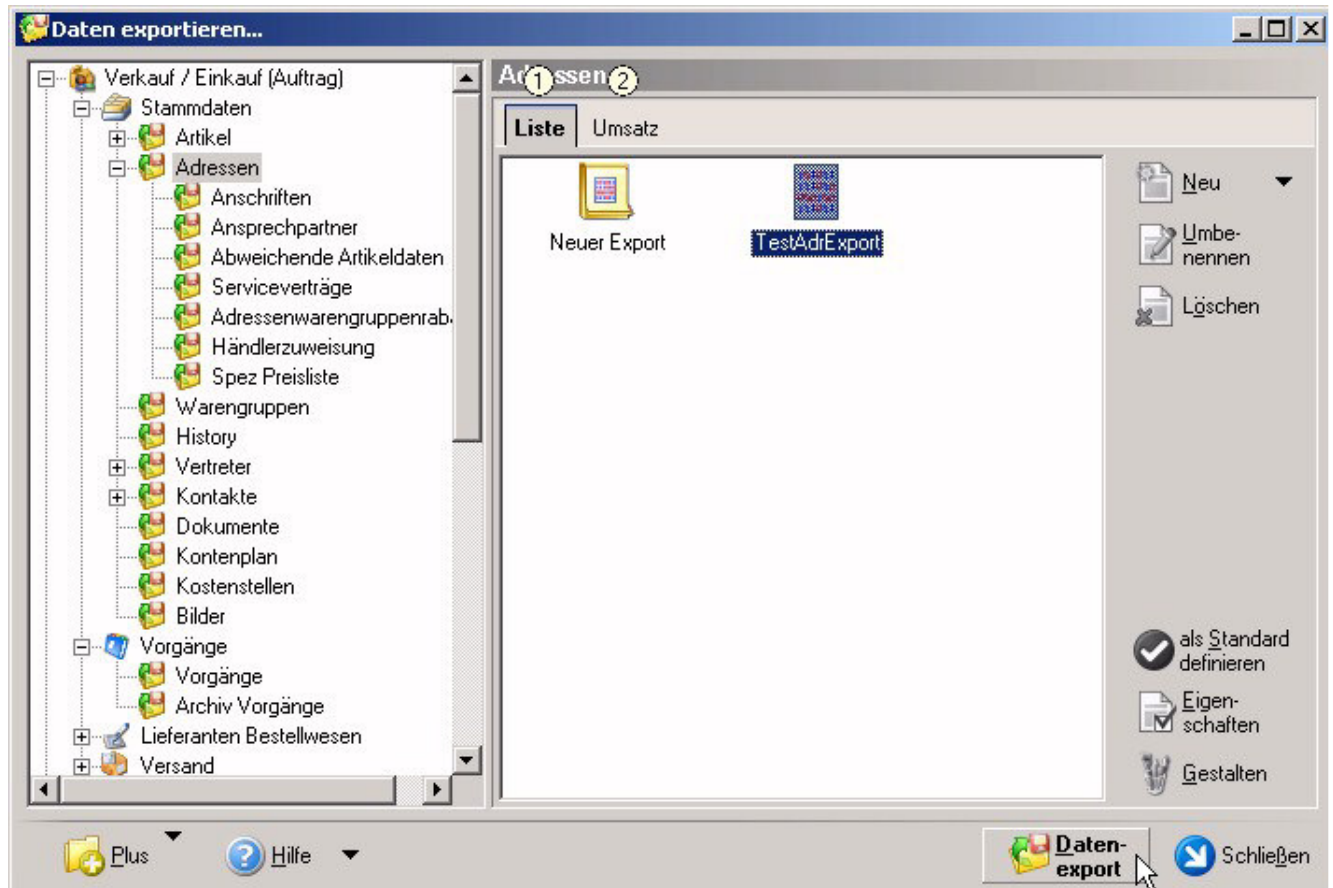 Daten exportieren...
Verkauf / Einkauf (Auftrag)
Stammdaten
Artikel
Adressen
Anschriften
Ansprechpartner
Abweichende Artikeldaten
Serviceverträge
Adressenwarengruppenrab
Händlerzuweisung
Spez Preisliste
Warengruppen
History
Vertreter
Kontakte
Dokumente
Kontenplan
Kostenstellen
Bilder
Vorgänge
Vorgänge
Archiv Vorgänge
Lieferanten Bestellwesen
Versand
Adressen
1 2
Liste Umsatz
Neuer Export TestAdrExport
Neu
Umbe-
nennen
Löschen
als Standard
definieren
Eigen-
schaften
Gestalten
Plus Hilfe
Daten-
export
Schließen